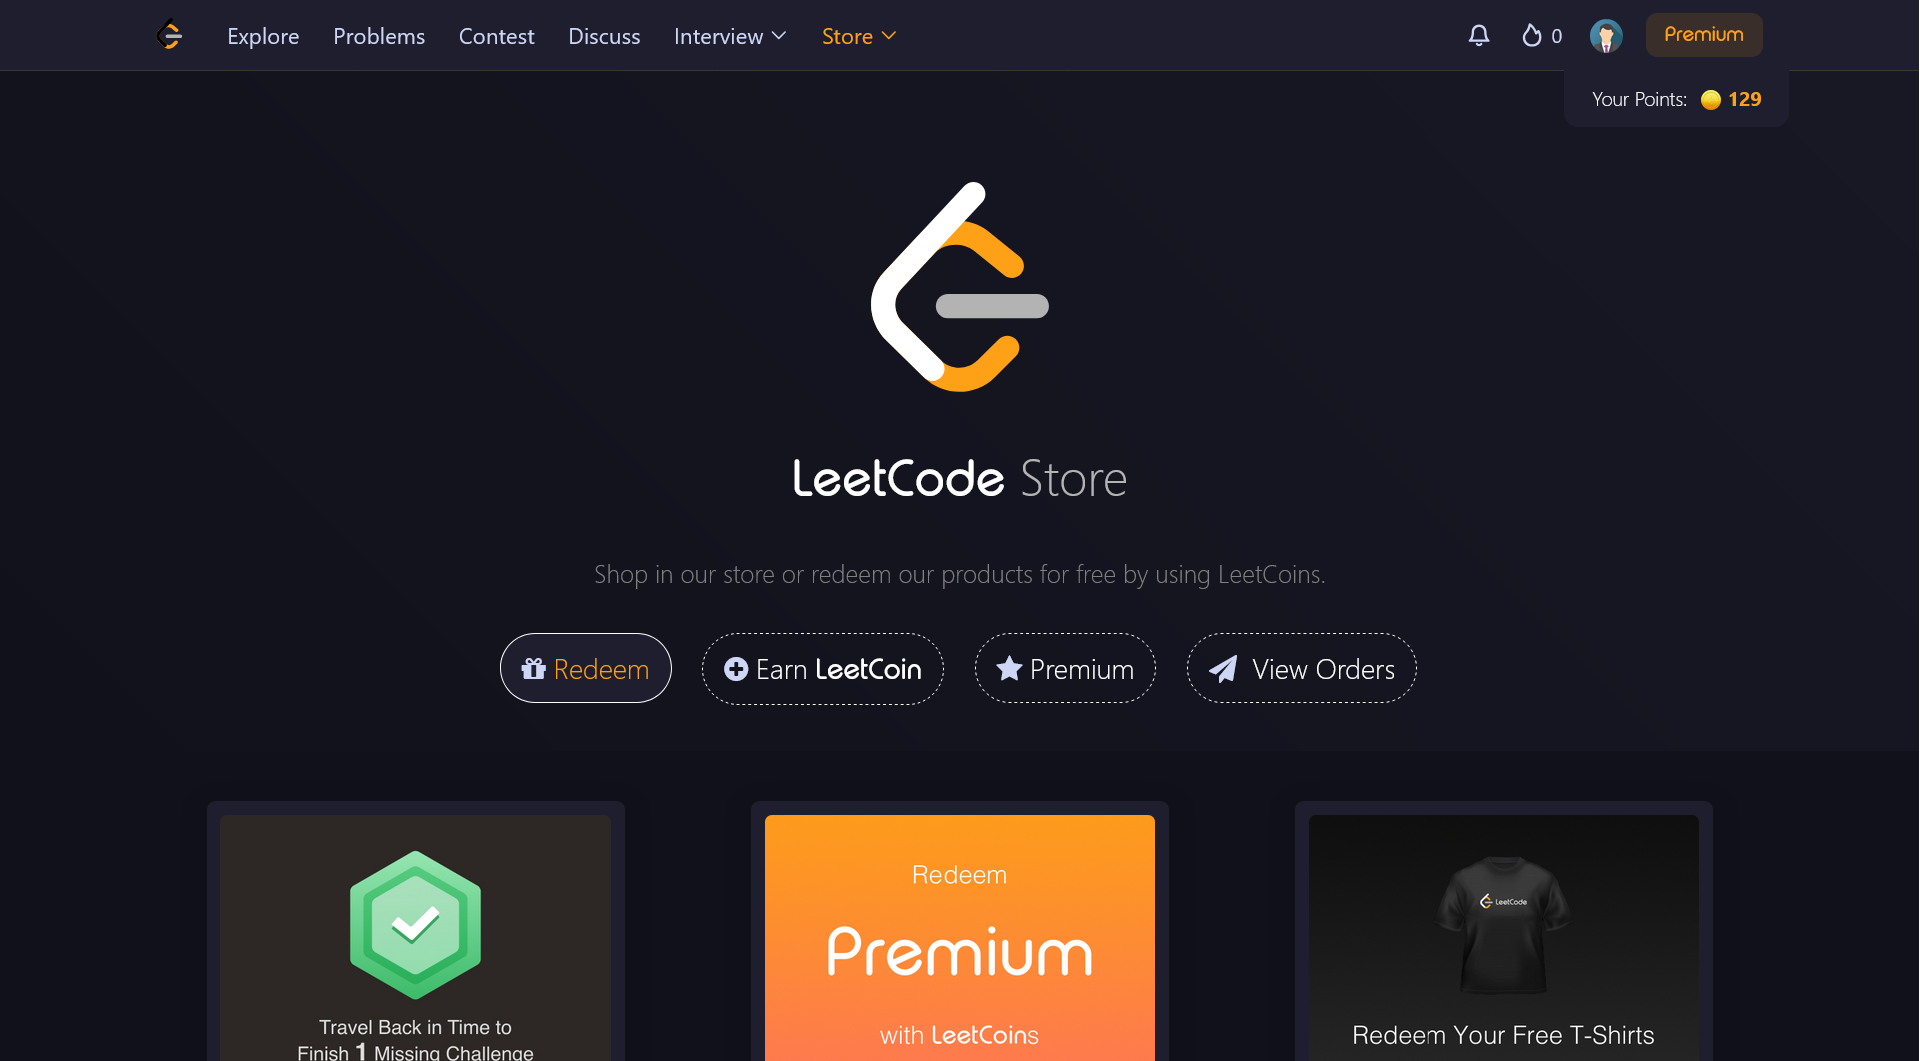 Explore Problems Contest Discuss Interview Store 0 Premium
Your Points: 129
LeetCode Store
Shop in our store or redeem our products for free by using LeetCoins.
Redeem Earn LeetCoin Premium View Orders
Travel Back in Time to
Finish 1 Missing Challenge
Redeem
Premium
with LeetCoins
LeetCode
Redeem Your Free T-Shirts